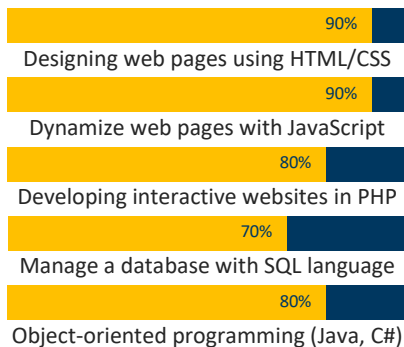 90%
Designing web pages using HTML/CSS
90%
Dynamize web pages with JavaScript
80%
Developing interactive websites in PHP
70%
Manage a database with SQL language
80%
Object-oriented programming (Java, C#)